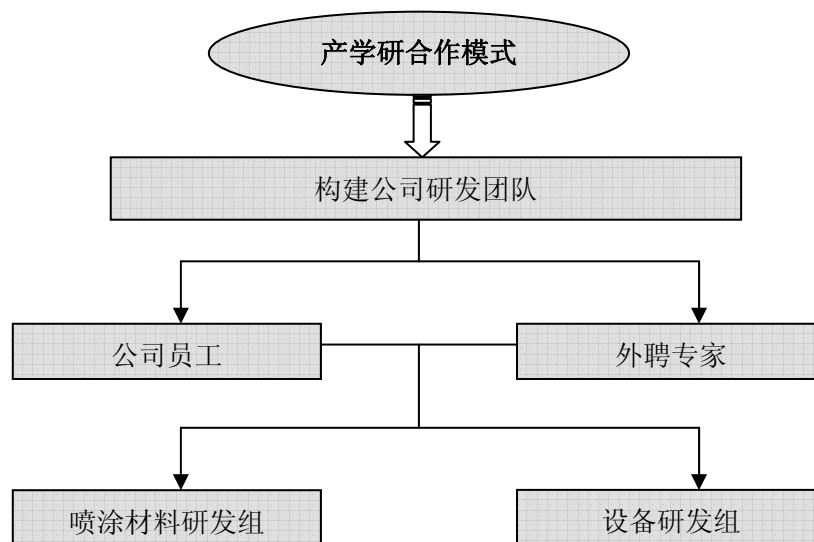 产学研合作模式
构建公司研发团队
公司员工
外聘专家
喷涂材料研发组
设备研发组